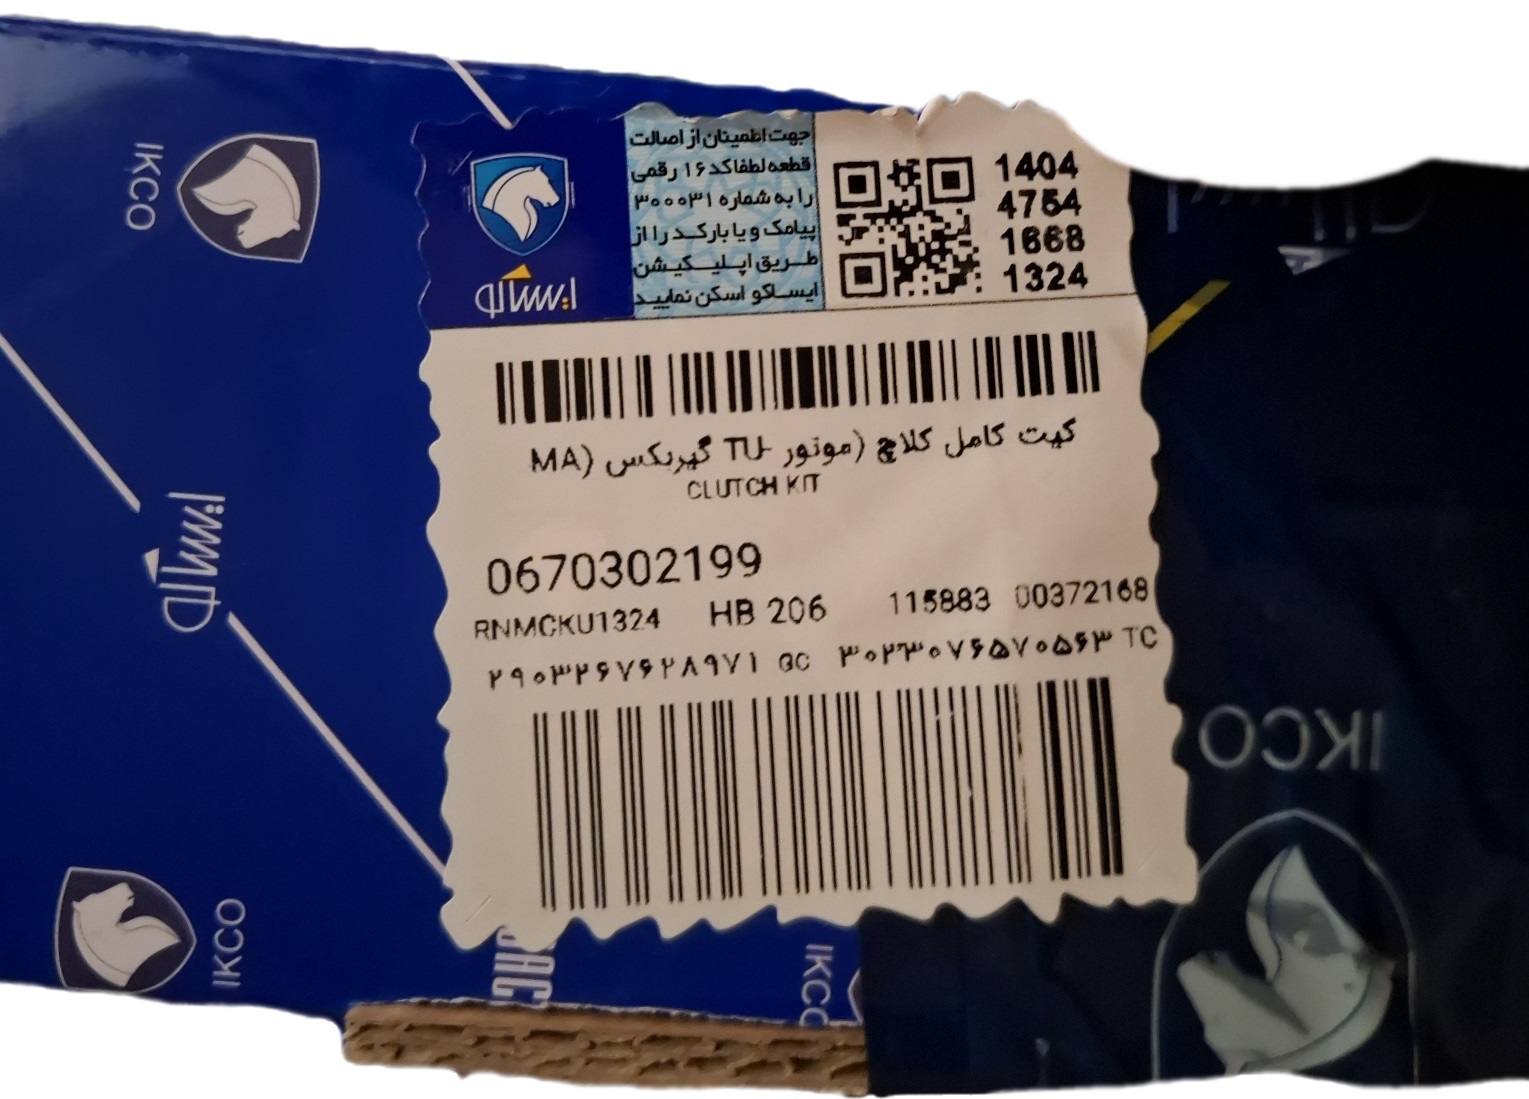 IKCO
ایساکو
جهت اطمینان از اصالت
قطعه لطفا کد ۱۶ رقمی
را به شماره ۳۰۰۰۳۱
پیامک و یا بارکد را از
طریق اپلیکیشن
ایساکو اسکن نمایید
1404
4754
1668
1324
کیت کامل کلاچ (موتور TU- گیربکس (MA
CLUTCH KIT
0670302199
RNMCKU1324 HB 206 115883 00372168
۲۹۰۳۲۶۷۶۲۸۹۷۱ GC ۳۰۲۳۰۷۶۵۷۰۵۶۳ TC
ایساکو
IKCO
IKCO
IKCO